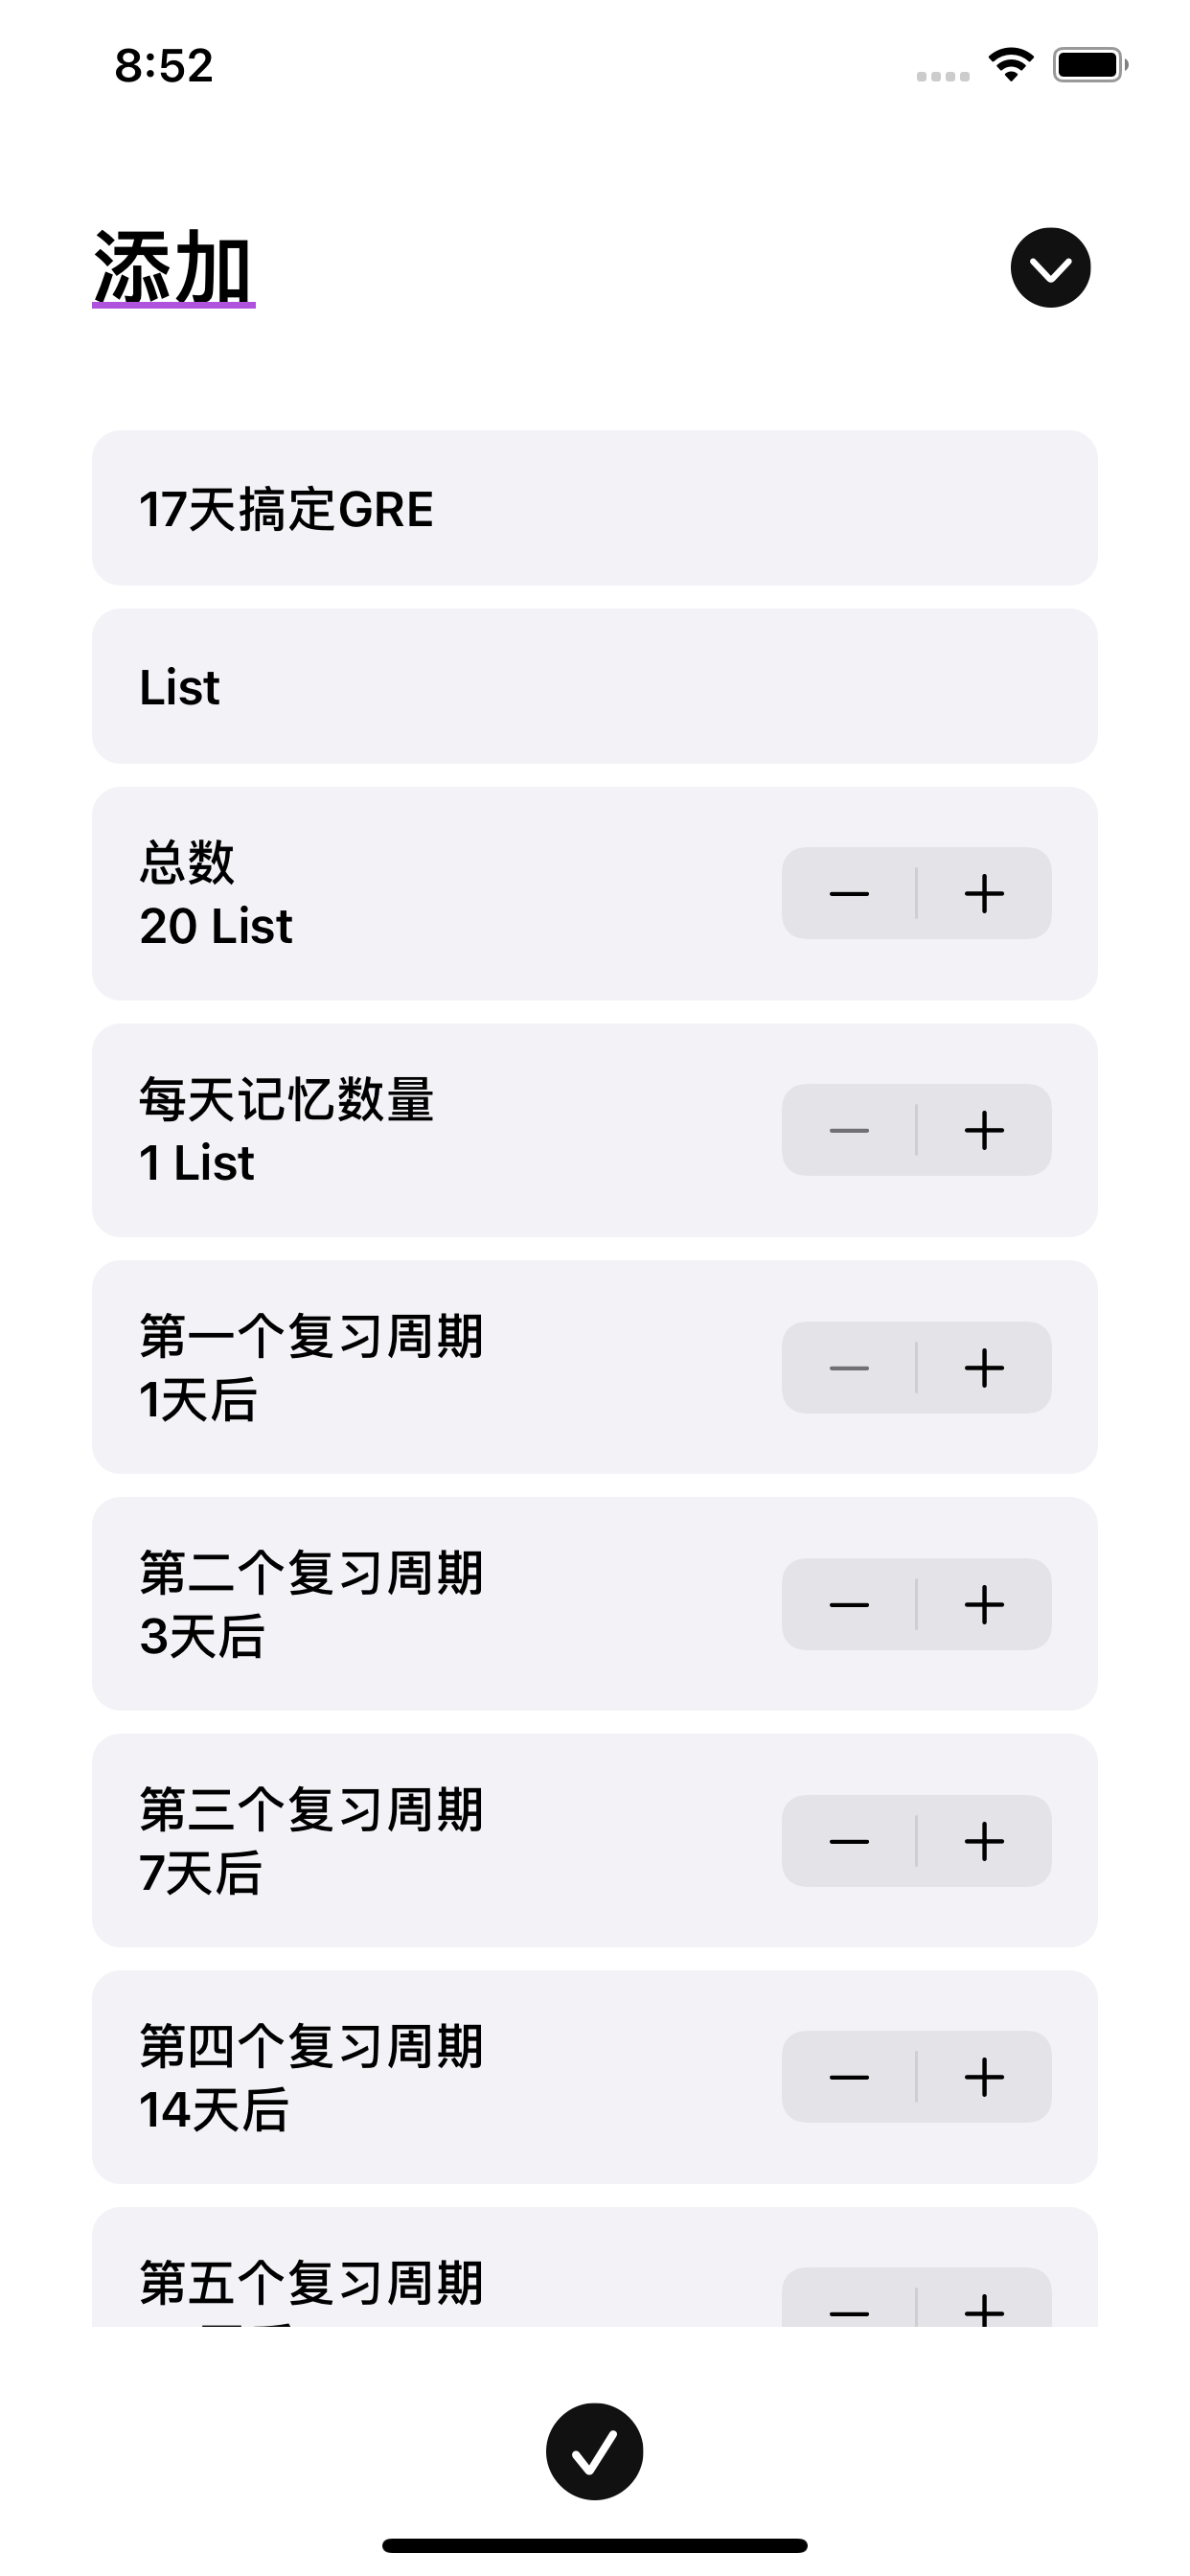 8:52
添加
17天搞定GRE
List
总数
20 List
每天记忆数量
1 List
第一个复习周期
1天后
第二个复习周期
3天后
第三个复习周期
7天后
第四个复习周期
14天后
第五个复习周期